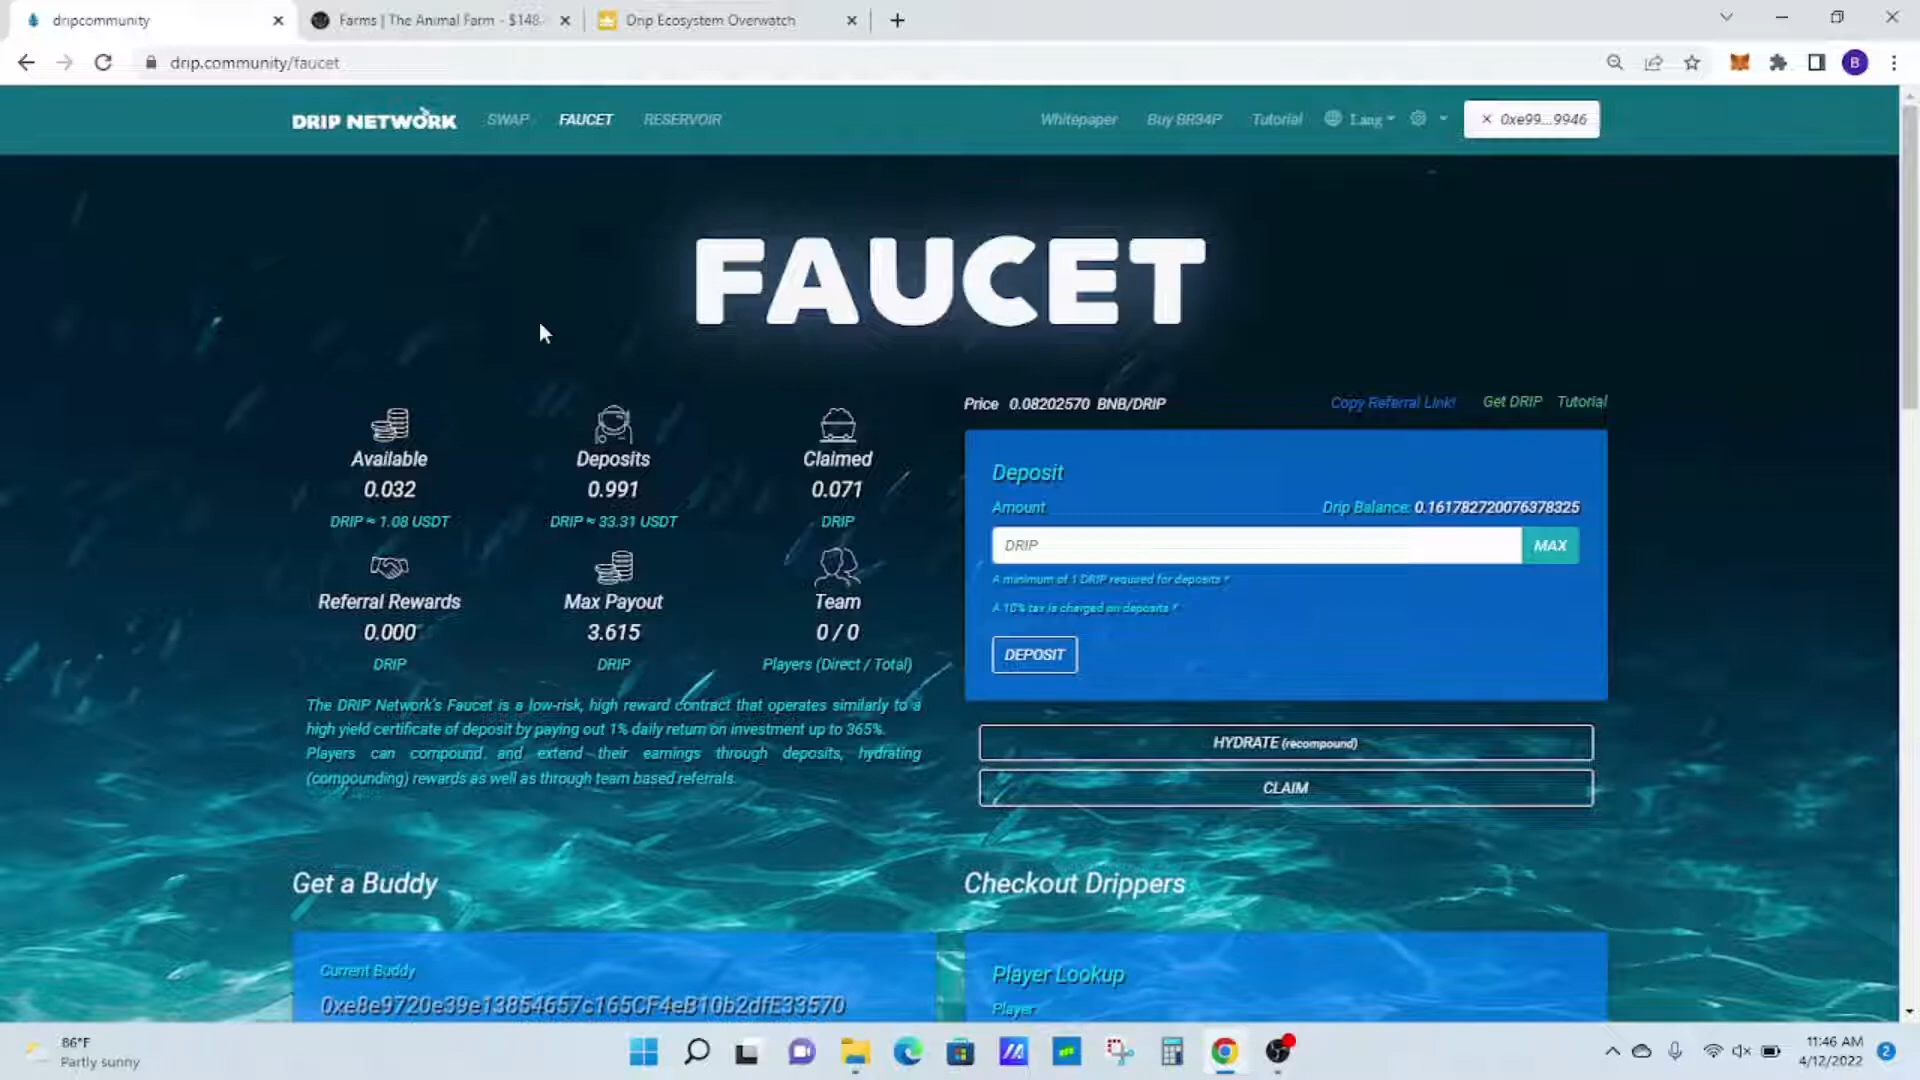 dripcommunity
Farms | The Animal Farm - $148.
Drip Ecosystem Overwatch
drip.community/faucet
B
DRIP NETWORK
SWAP
FAUCET
RESERVOIR
Whitepaper
Buy BR34P
Tutorial
Lang
× 0xe99...9946
FAUCET
Price 0.08202570 BNB/DRIP
Copy Referral Link!
Get DRIP
Tutorial
Available
0.032
DRIP ≈ 1.08 USDT
Deposits
0.991
DRIP ≈ 33.31 USDT
Claimed
0.071
DRIP
Referral Rewards
0.000
DRIP
Max Payout
3.615
DRIP
Team
0 / 0
Players (Direct / Total)
Deposit
Amount
Drip Balance: 0.161782720076378325
DRIP
MAX
A minimum of 1 DRIP required for deposits *
A 10% tax is charged on deposits *
DEPOSIT
HYDRATE (recompound)
CLAIM
The DRIP Network's Faucet is a low-risk, high reward contract that operates similarly to a
high yield certificate of deposit by paying out 1% daily return on investment up to 365%.
Players can compound and extend their earnings through deposits, hydrating
(compounding) rewards as well as through team based referrals.
Get a Buddy
Checkout Drippers
Current Buddy
0xe8e9720e39e13854657c165CF4eB10b2dfE33570
Player Lookup
Player
86°F
Partly sunny
11:46 AM
4/12/2022
2